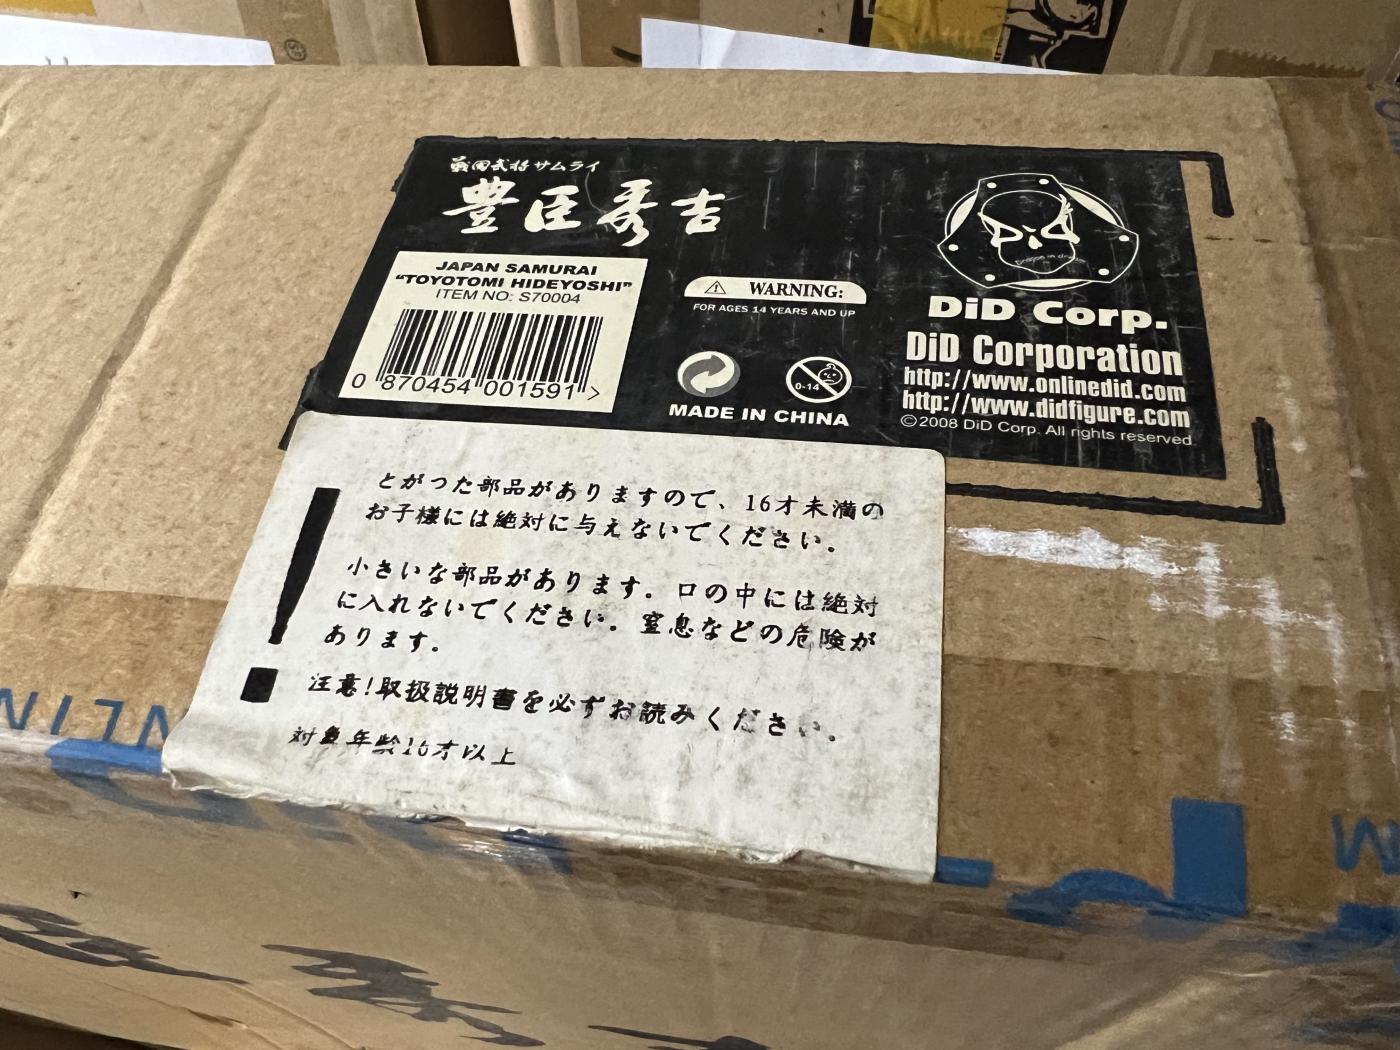 戦国武将サムライ
豊臣秀吉
JAPAN SAMURAI
"TOYOTOMI HIDEYOSHI"
ITEM NO: S70004
0 870454 001591 >
WARNING:
FOR AGES 14 YEARS AND UP
0-14
MADE IN CHINA
DiD
DiD Corp.
DiD Corporation
http://www.onlinedid.com
http://www.didfigure.com
©2008 DiD Corp. All rights reserved.
とがった部品がありますので、16才未満の
お子様には絶対に与えないでください。
小さいな部品があります。口の中には絶対
に入れないでください。窒息などの危険が
あります。
注意!取扱説明書を必ずお読みください。
対象年齢16才以上